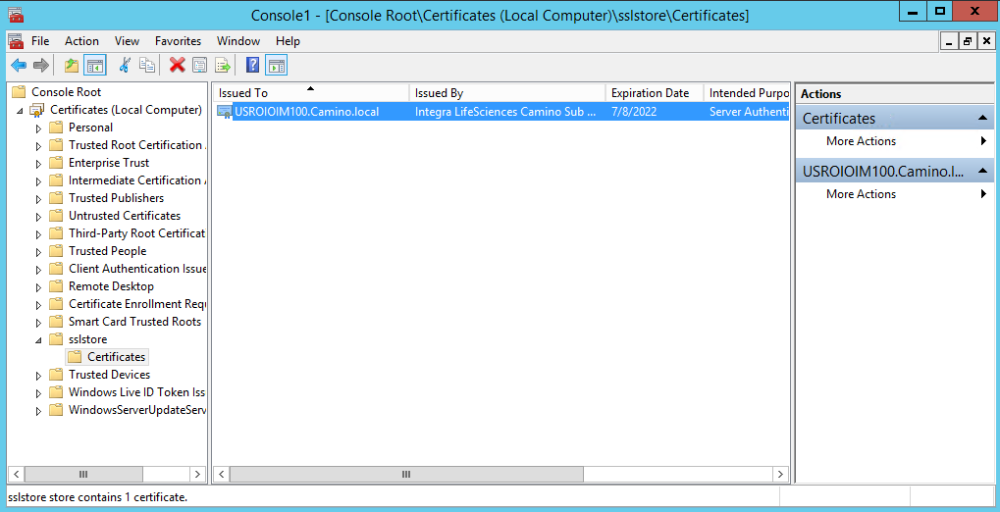 Console1 - [Console Root\Certificates (Local Computer)\sslstore\Certificates]
File Action View Favorites Window Help
Console Root
Certificates (Local Computer)
Personal
Trusted Root Certification
Enterprise Trust
Intermediate Certification
Trusted Publishers
Untrusted Certificates
Third-Party Root Certificat
Trusted People
Client Authentication Issue
Remote Desktop
Certificate Enrollment Requ
Smart Card Trusted Roots
sslstore
Certificates
Trusted Devices
Windows Live ID Token Iss
WindowsServerUpdateServ
Issued To Issued By Expiration Date Intended Purpo
USROIOIM100.Camino.local Integra LifeSciences Camino Sub ... 7/8/2022 Server Authenti
Actions
Certificates
More Actions
USROIOIM100.Camino.l...
More Actions
sslstore store contains 1 certificate.